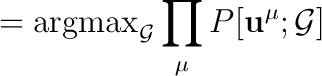 = argmax_𝒢 ∏_μ P[𝐮^μ; 𝒢]